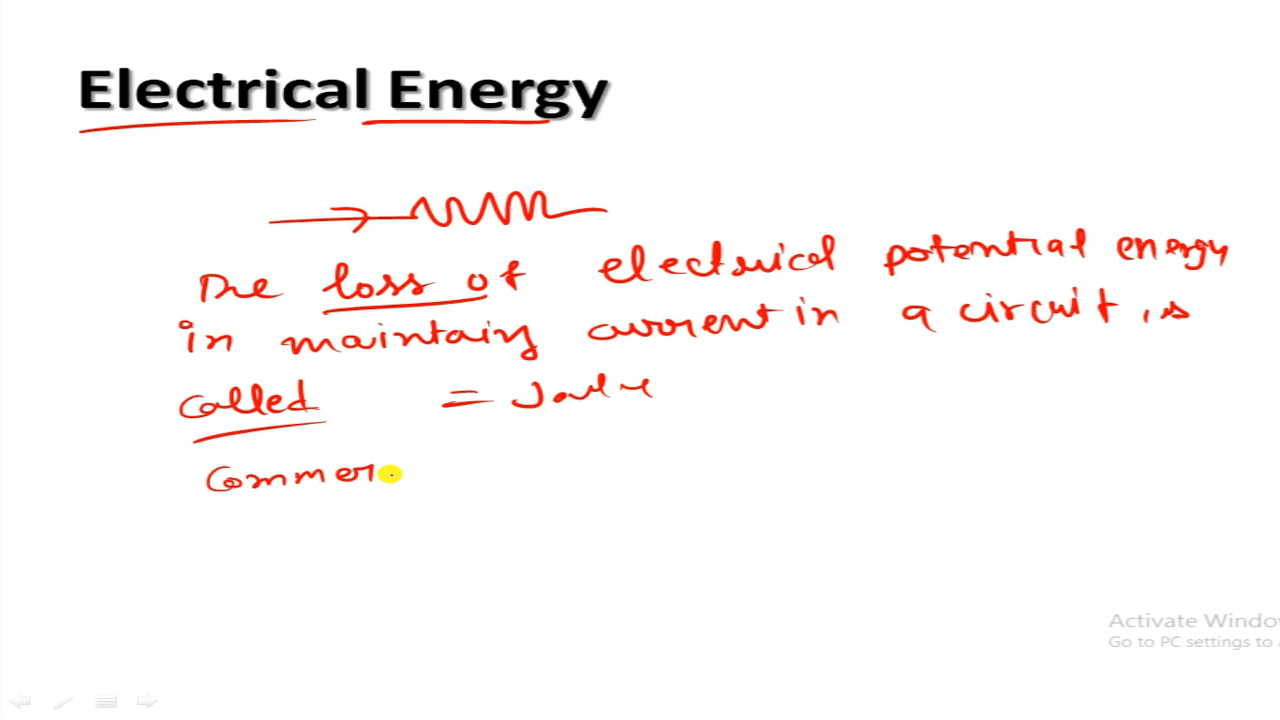 Electrical Energy
The loss of electrical potential energy
in maintaing current in a circuit is
called = Joule
Commer
Activate Windo
Go to PC settings to a